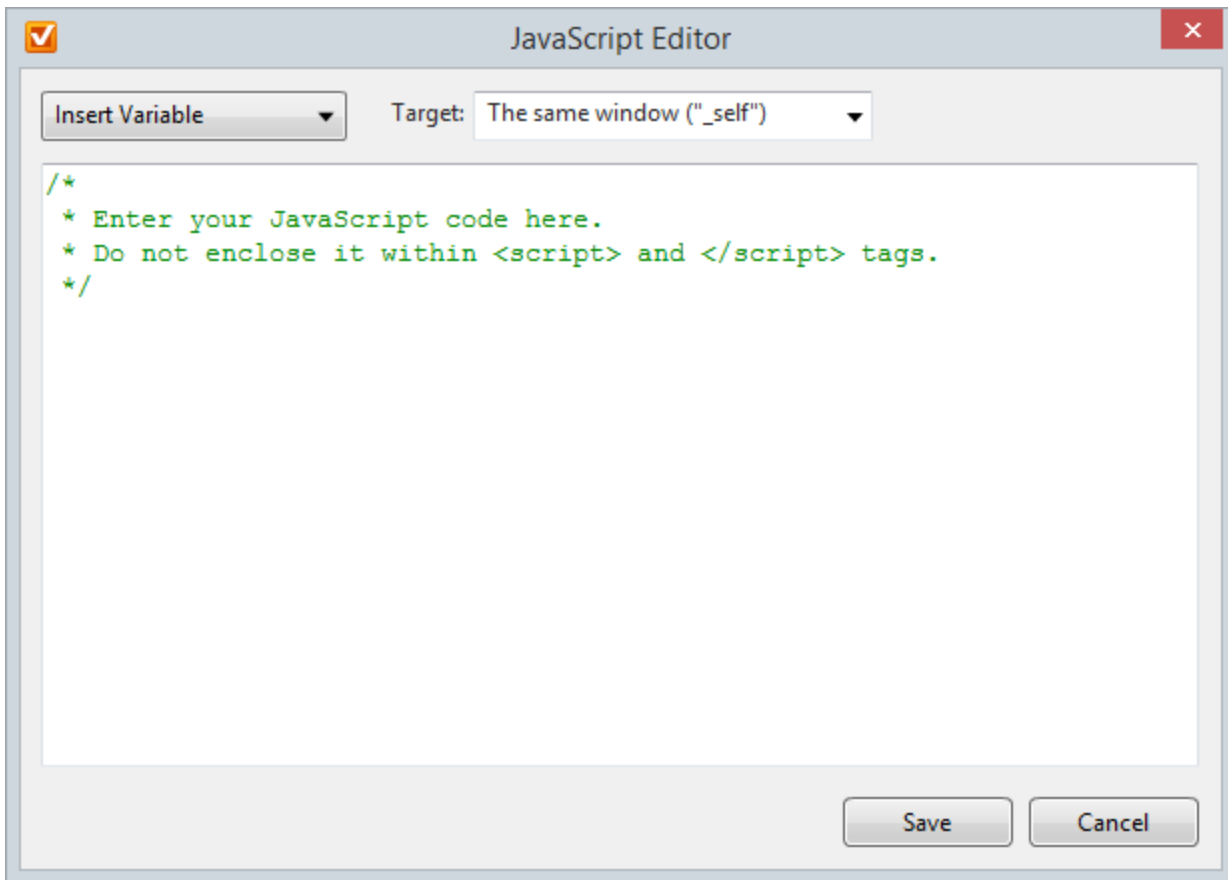 JavaScript Editor
Insert Variable
Target: The same window ("_self")
/*
* Enter your JavaScript code here.
* Do not enclose it within <script> and </script> tags.
*/
Save
Cancel